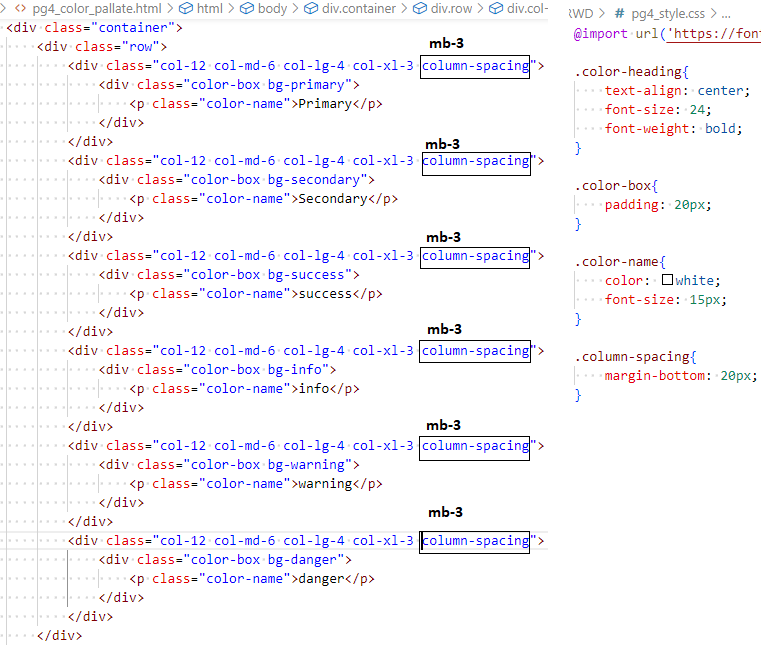 pg4_color_pallate.html > html > body > div.container > div.row > div.col-
<div class="container">
<div class="row">
mb-3
<div class="col-12 col-md-6 col-lg-4 col-xl-3 column-spacing">
<div class="color-box bg-primary">
<p class="color-name">Primary</p>
</div>
</div>
mb-3
<div class="col-12 col-md-6 col-lg-4 col-xl-3 column-spacing">
<div class="color-box bg-secondary">
<p class="color-name">Secondary</p>
</div>
</div>
mb-3
<div class="col-12 col-md-6 col-lg-4 col-xl-3 column-spacing">
<div class="color-box bg-success">
<p class="color-name">success</p>
</div>
</div>
mb-3
<div class="col-12 col-md-6 col-lg-4 col-xl-3 column-spacing">
<div class="color-box bg-info">
<p class="color-name">info</p>
</div>
</div>
mb-3
<div class="col-12 col-md-6 col-lg-4 col-xl-3 column-spacing">
<div class="color-box bg-warning">
<p class="color-name">warning</p>
</div>
</div>
mb-3
<div class="col-12 col-md-6 col-lg-4 col-xl-3 column-spacing">
<div class="color-box bg-danger">
<p class="color-name">danger</p>
</div>
</div>
</div>
RWD > # pg4_style.css > ...
@import url('https://font
.color-heading{
text-align: center;
font-size: 24;
font-weight: bold;
}
.color-box{
padding: 20px;
}
.color-name{
color: white;
font-size: 15px;
}
.column-spacing{
margin-bottom: 20px;
}